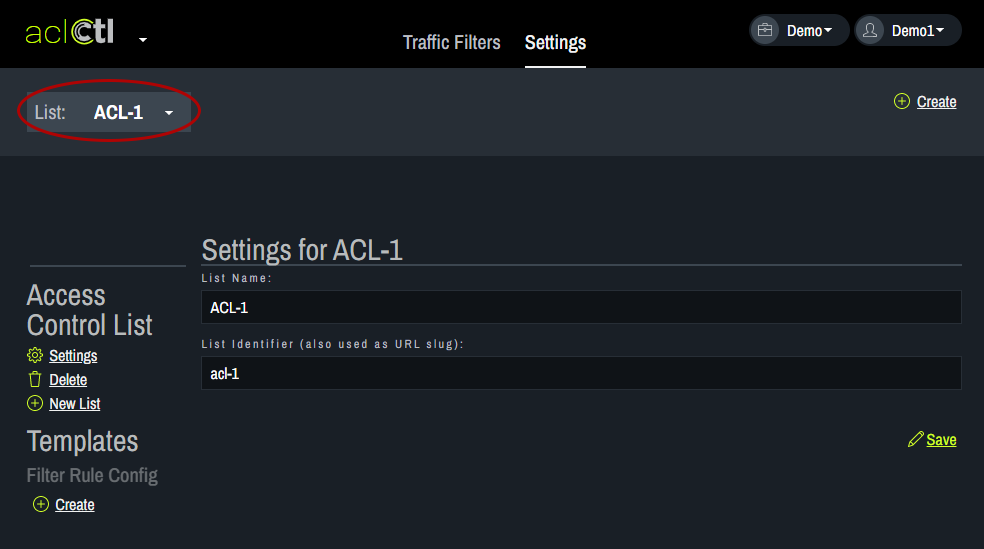 aclctl
Traffic Filters
Settings
Demo
Demo1
List: ACL-1
Create
Settings for ACL-1
List Name:
ACL-1
List Identifier (also used as URL slug):
acl-1
Save
Access
Control List
Settings
Delete
New List
Templates
Filter Rule Config
Create